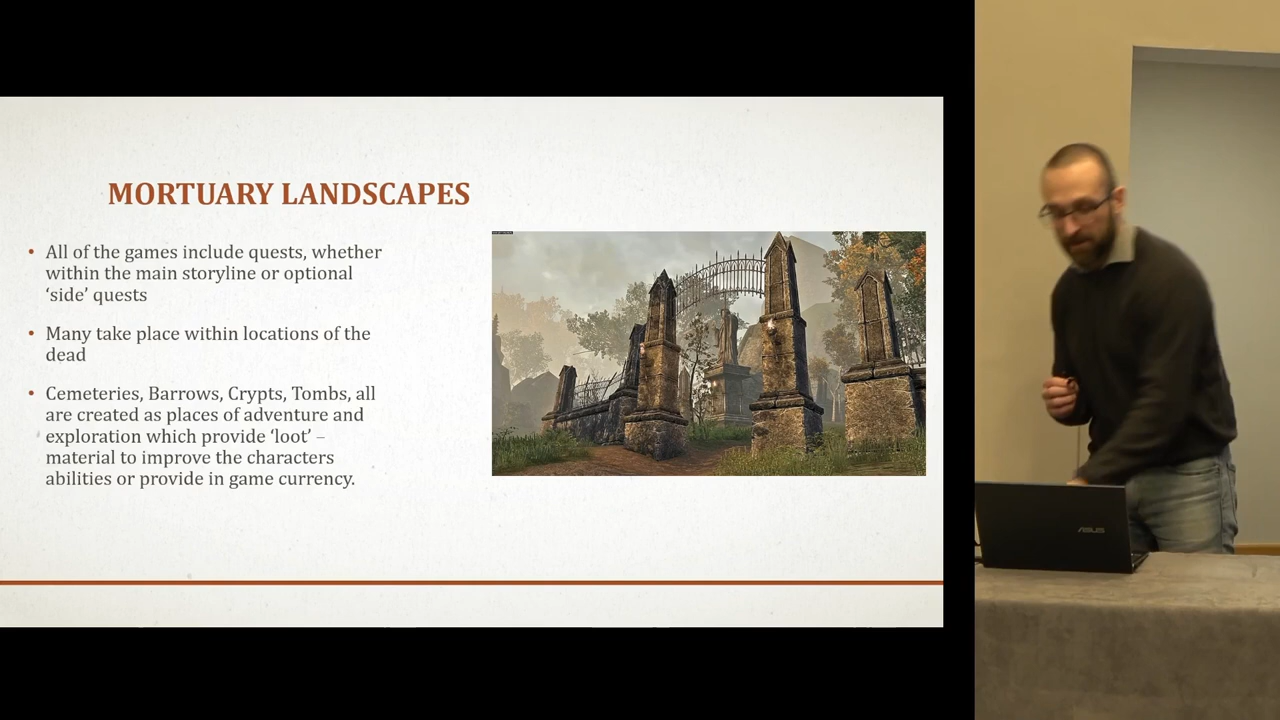 MORTUARY LANDSCAPES
• All of the games include quests, whether
within the main storyline or optional
‘side’ quests
• Many take place within locations of the
dead
• Cemeteries, Barrows, Crypts, Tombs, all
are created as places of adventure and
exploration which provide ‘loot’ –
material to improve the characters
abilities or provide in game currency.
ASUS